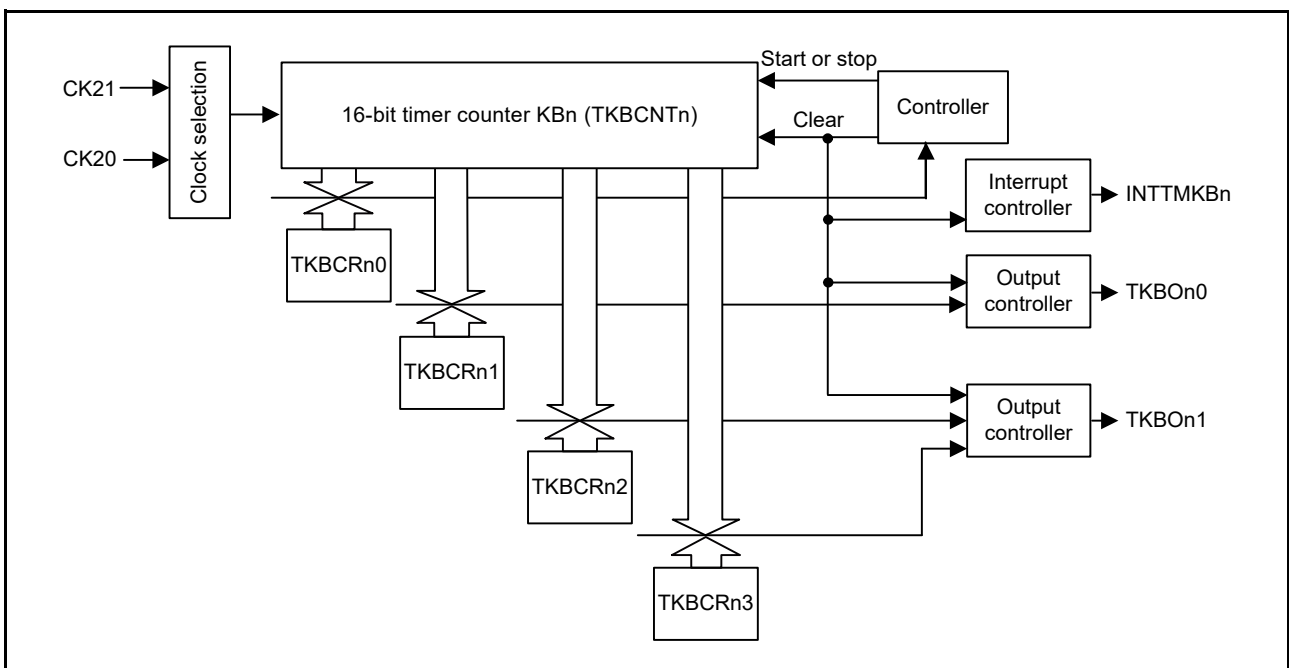 CK21
CK20
Clock selection
16-bit timer counter KBn (TKBCNTn)
Start or stop
Clear
Controller
Interrupt
controller
INTTMKBn
TKBCRn0
Output
controller
TKBOn0
TKBCRn1
Output
controller
TKBOn1
TKBCRn2
TKBCRn3